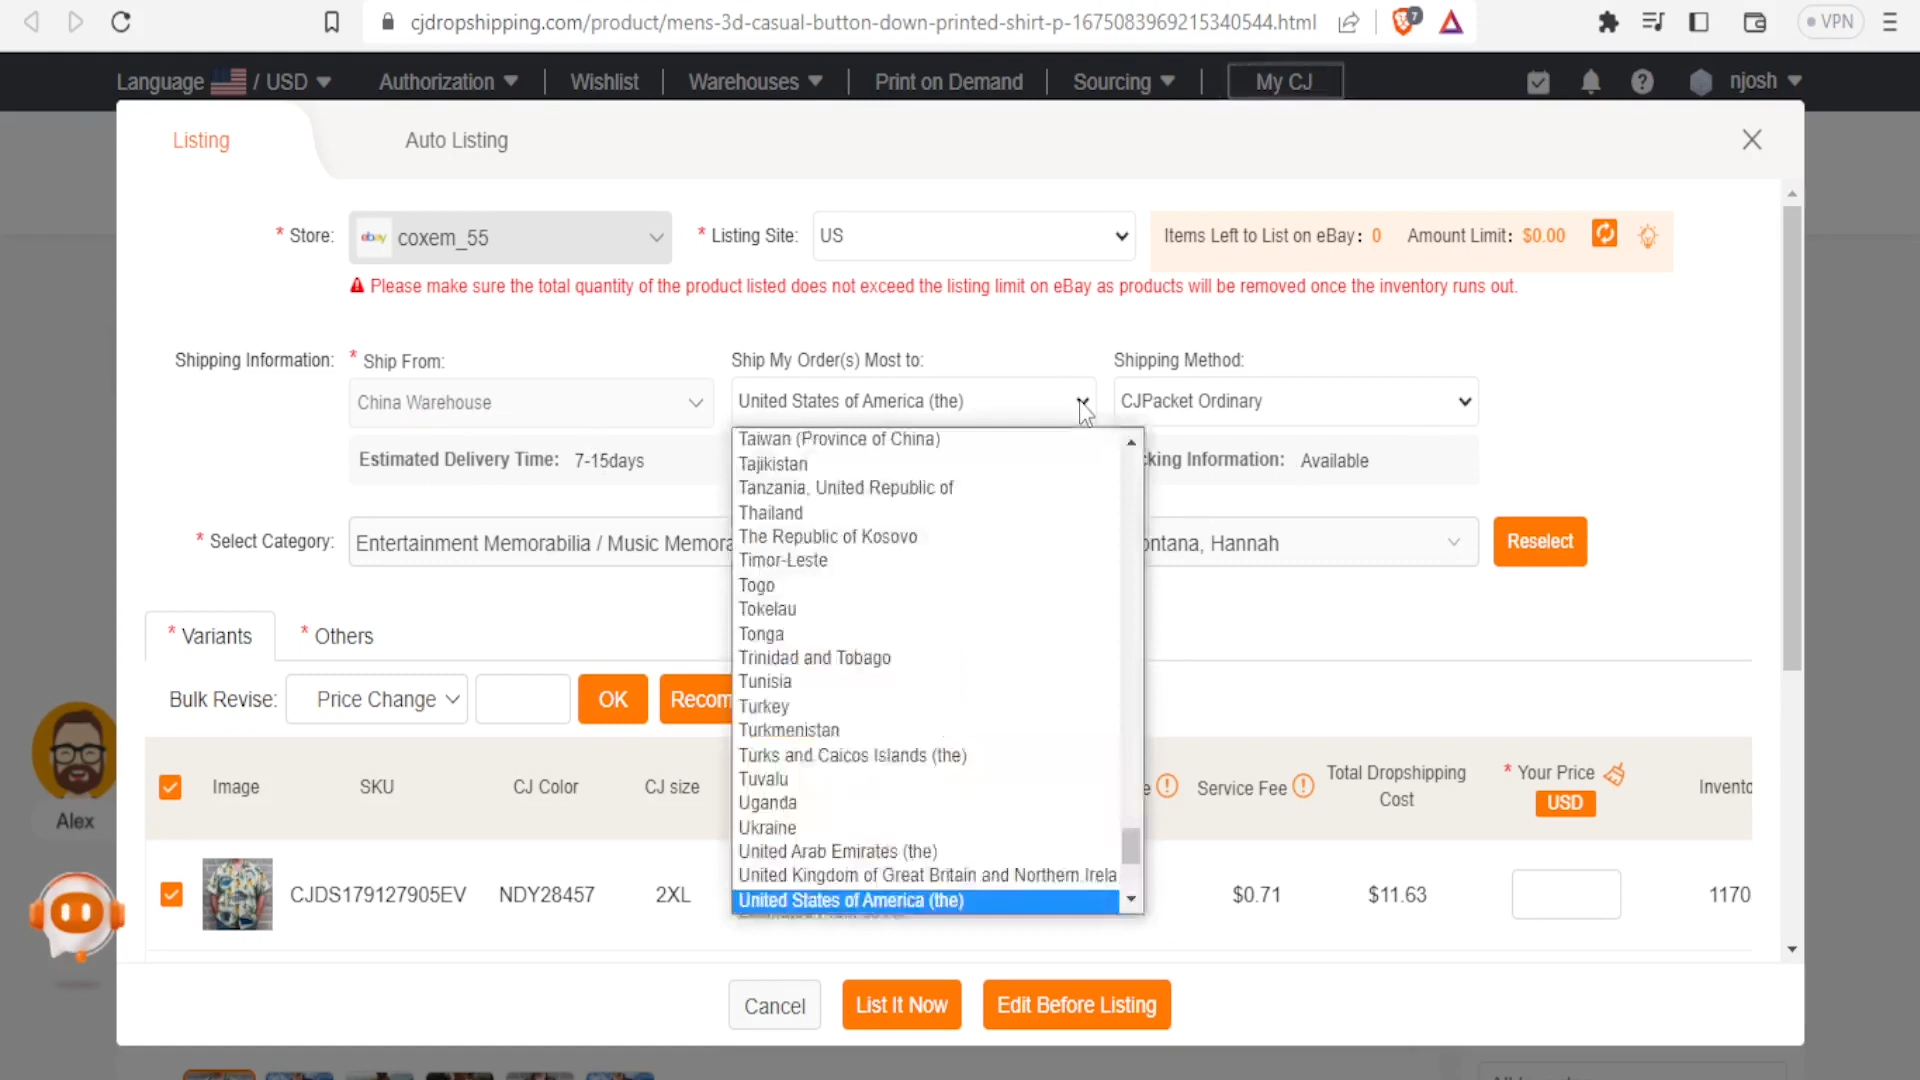 cjdropshipping.com/product/mens-3d-casual-button-down-printed-shirt-p-1675083969215340544.html
7
VPN
Language / USD Authorization Wishlist Warehouses Print on Demand Sourcing My CJ njosh
Listing Auto Listing
* Store: ebay coxem_55 * Listing Site: US Items Left to List on eBay: 0 Amount Limit: $0.00
Please make sure the total quantity of the product listed does not exceed the listing limit on eBay as products will be removed once the inventory runs out.
Shipping Information: * Ship From: Ship My Order(s) Most to: Shipping Method:
China Warehouse United States of America (the) CJPacket Ordinary
Estimated Delivery Time: 7-15days king Information: Available
Taiwan (Province of China)
Tajikistan
Tanzania, United Republic of
Thailand
The Republic of Kosovo
Timor-Leste
Togo
Tokelau
Tonga
Trinidad and Tobago
Tunisia
Turkey
Turkmenistan
Turks and Caicos Islands (the)
Tuvalu
Uganda
Ukraine
United Arab Emirates (the)
United Kingdom of Great Britain and Northern Irela
United States of America (the)
* Select Category: Entertainment Memorabilia / Music Memora ontana, Hannah Reselect
* Variants * Others
Bulk Revise: Price Change OK Recom
Image SKU CJ Color CJ size e Service Fee Total Dropshipping Cost * Your Price USD Invento
CJDS179127905EV NDY28457 2XL $0.71 $11.63 1170
Alex
Cancel List It Now Edit Before Listing